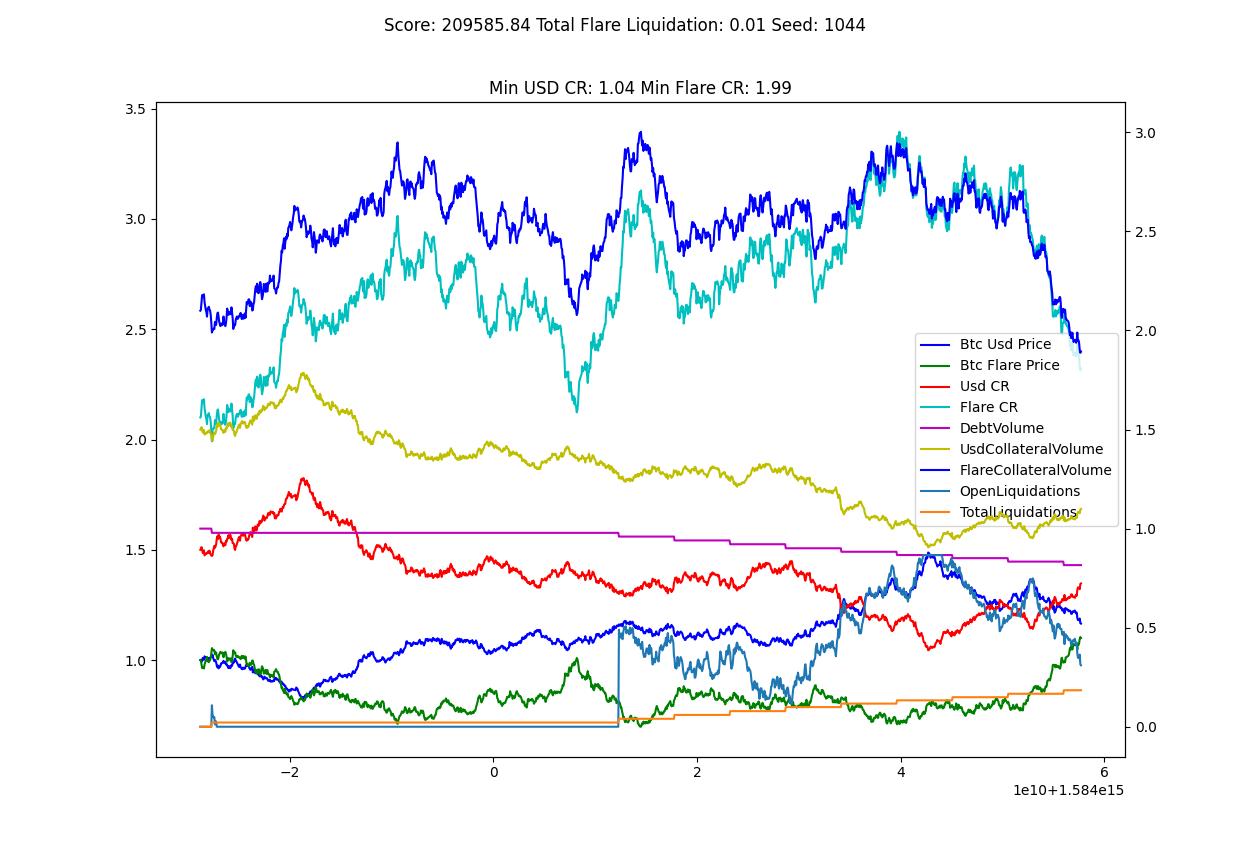 Score: 209585.84 Total Flare Liquidation: 0.01 Seed: 1044
Min USD CR: 1.04 Min Flare CR: 1.99
3.5
3.0
2.5
2.0
1.5
1.0
3.0
2.5
2.0
1.5
1.0
0.5
0.0
Btc Usd Price
Btc Flare Price
Usd CR
Flare CR
DebtVolume
UsdCollateralVolume
FlareCollateralVolume
OpenLiquidations
TotalLiquidations
−2 0 2 4 6
1e10+1.584e15